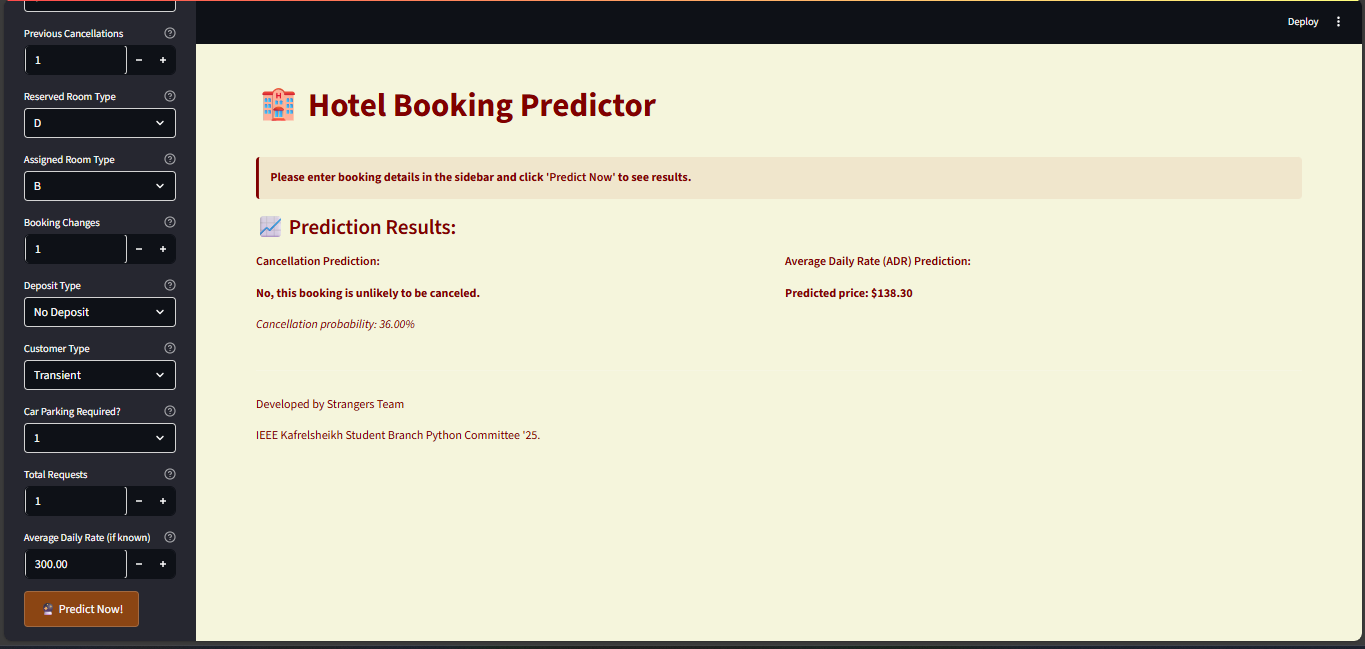 Deploy
Previous Cancellations
1
Reserved Room Type
D
Assigned Room Type
B
Booking Changes
1
Deposit Type
No Deposit
Customer Type
Transient
Car Parking Required?
1
Total Requests
1
Average Daily Rate (if known)
300.00
Predict Now!
Hotel Booking Predictor
Please enter booking details in the sidebar and click 'Predict Now' to see results.
Prediction Results:
Cancellation Prediction:
No, this booking is unlikely to be canceled.
Cancellation probability: 36.00%
Average Daily Rate (ADR) Prediction:
Predicted price: $138.30
Developed by Strangers Team
IEEE Kafrelsheikh Student Branch Python Committee '25.